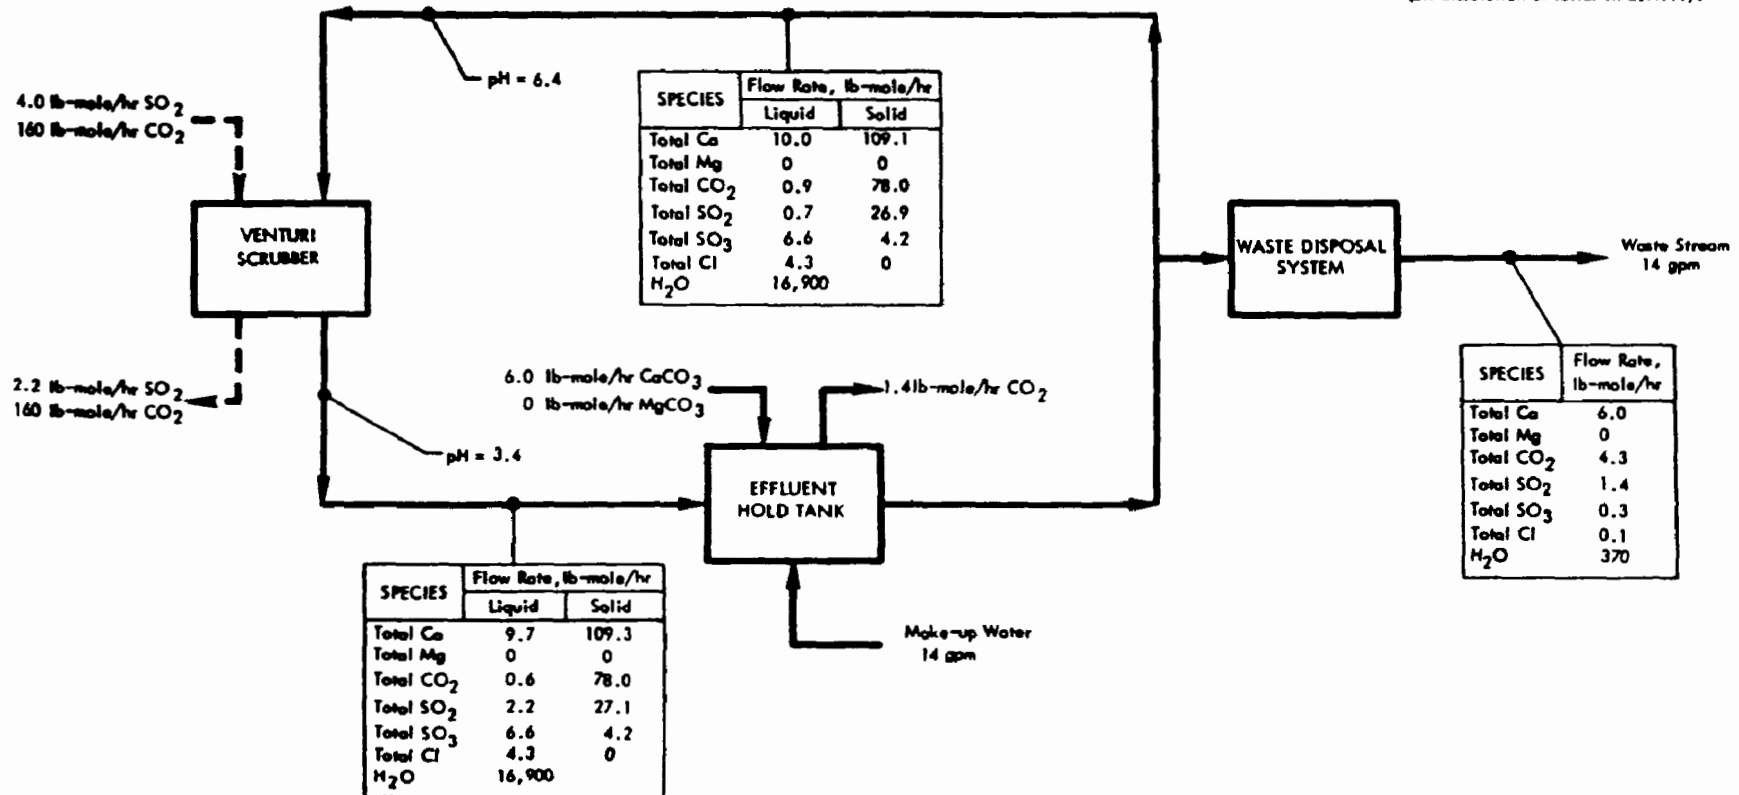 pH = 6.4
4.0 lb-mole/hr SO2
160 lb-mole/hr CO2
SPECIES Flow Rate, lb-mole/hr
Liquid Solid
Total Ca 10.0 109.1
Total Mg 0 0
Total CO2 0.9 78.0
Total SO2 0.7 26.9
Total SO3 6.6 4.2
Total Cl 4.3 0
H2O 16,900
VENTURI
SCRUBBER
WASTE DISPOSAL
SYSTEM
Waste Stream
14 gpm
2.2 lb-mole/hr SO2
160 lb-mole/hr CO2
6.0 lb-mole/hr CaCO3
0 lb-mole/hr MgCO3
1.4lb-mole/hr CO2
pH = 3.4
EFFLUENT
HOLD TANK
SPECIES Flow Rate,
lb-mole/hr
Total Ca 6.0
Total Mg 0
Total CO2 4.3
Total SO2 1.4
Total SO3 0.3
Total Cl 0.1
H2O 370
SPECIES Flow Rate, lb-mole/hr
Liquid Solid
Total Ca 9.7 109.3
Total Mg 0 0
Total CO2 0.6 78.0
Total SO2 2.2 27.1
Total SO3 6.6 4.2
Total Cl 4.3 0
H2O 16,900
Make-up Water
14 gpm